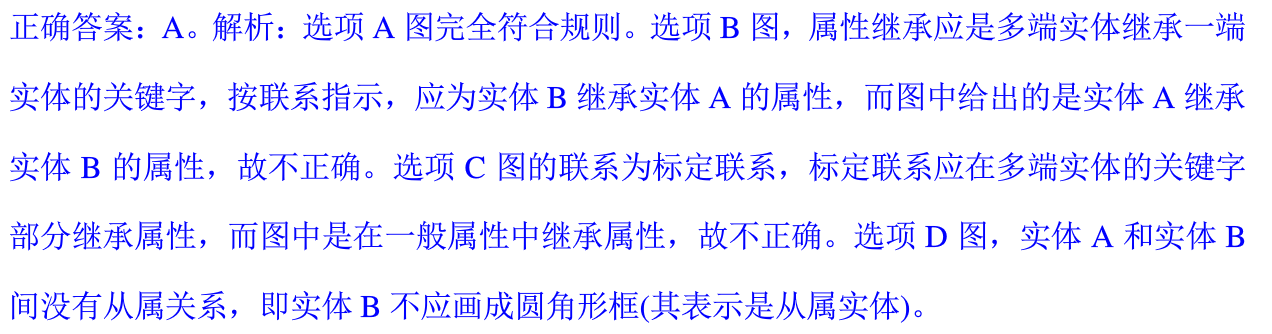 正确答案：A。解析：选项 A 图完全符合规则。选项 B 图，属性继承应是多端实体继承一端
实体的关键字，按联系指示，应为实体 B 继承实体 A 的属性，而图中给出的是实体 A 继承
实体 B 的属性，故不正确。选项 C 图的联系为标定联系，标定联系应在多端实体的关键字
部分继承属性，而图中是在一般属性中继承属性，故不正确。选项 D 图，实体 A 和实体 B
间没有从属关系，即实体 B 不应画成圆角形框(其表示是从属实体)。